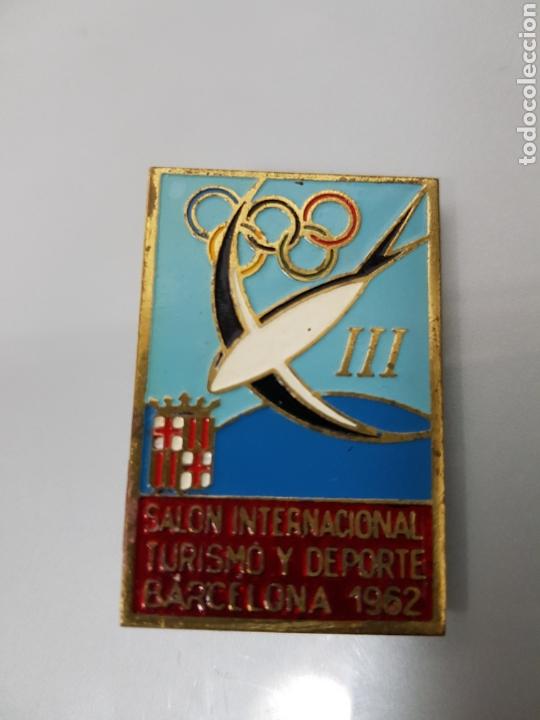 III
SALON INTERNACIONAL
TURISMO Y DEPORTE
BARCELONA 1962
todocoleccion